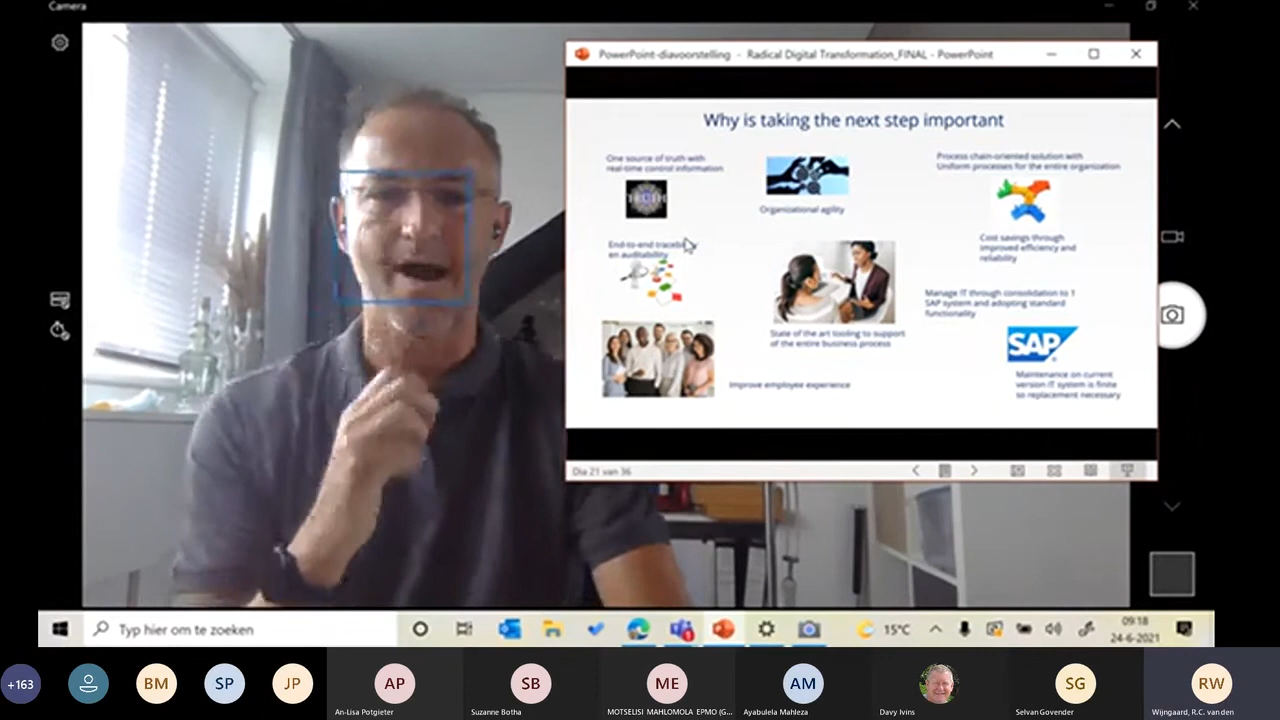 Camera
PowerPoint-diavoorstelling - Radical Digital Transformation_FINAL - PowerPoint
Why is taking the next step important
One source of truth with
real-time control information
TRUTH
Organizational agility
Process chain-oriented solution with
Uniform processes for the entire organization
End-to-end
en auditability
Cost savings through
improved efficiency and
reliability
Manage IT through consolidation to 1
SAP system and adopting standard
functionality
State of the art tooling to support
of the entire business process
SAP
Improve employee experience
Maintenance on current
version IT system is finite
so replacement necessary
Dia 21 van 36
Typ hier om te zoeken
15°C
09:18
24-6-2021
+163
BM
SP
JP
AP
SB
ME
AM
SG
RW
An-Lisa Potgieter
Suzanne Botha
MOTSELISI MAHLOMOLA EPMO (G...
Ayabulela Mahleza
Davy Ivins
Selvan Govender
Wijngaard, R.C. van den